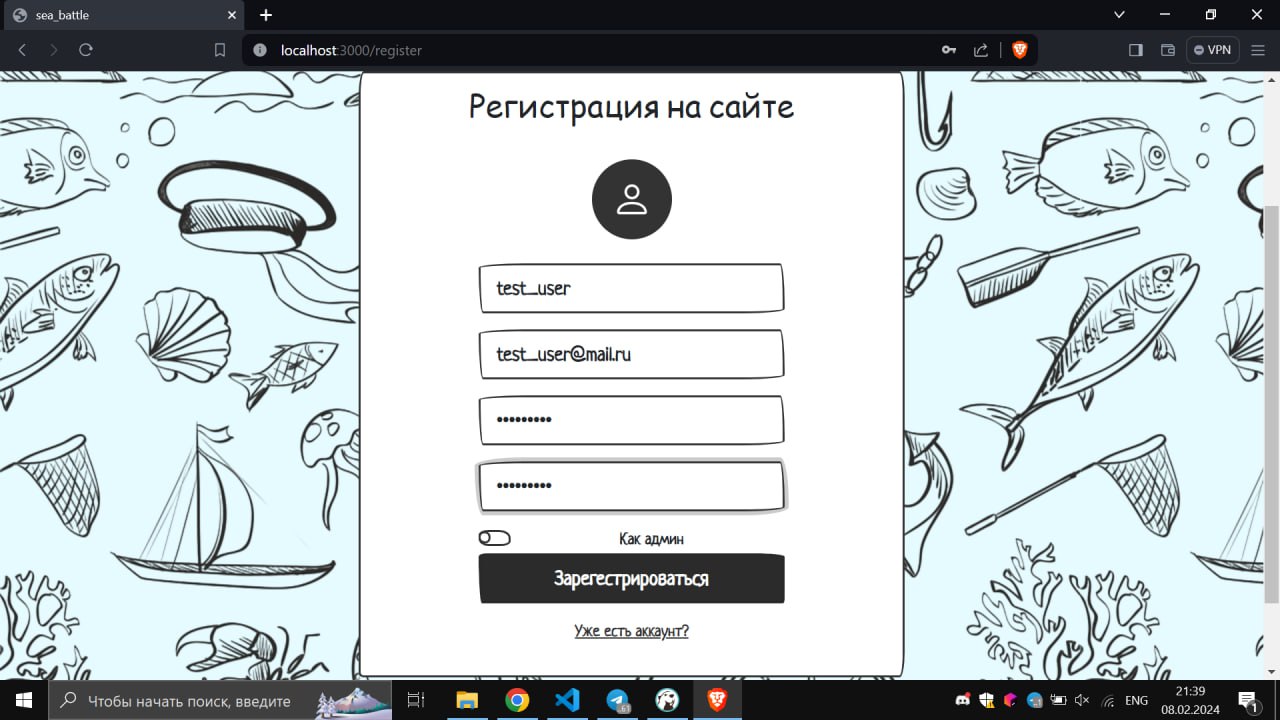 sea_battle
localhost:3000/register
VPN
Регистрация на сайте
test_user
test_user@mail.ru
•••••••••
•••••••••
Как админ
Зарегестрироваться
Уже есть аккаунт?
Чтобы начать поиск, введите
61
ENG
21:39
08.02.2024
1